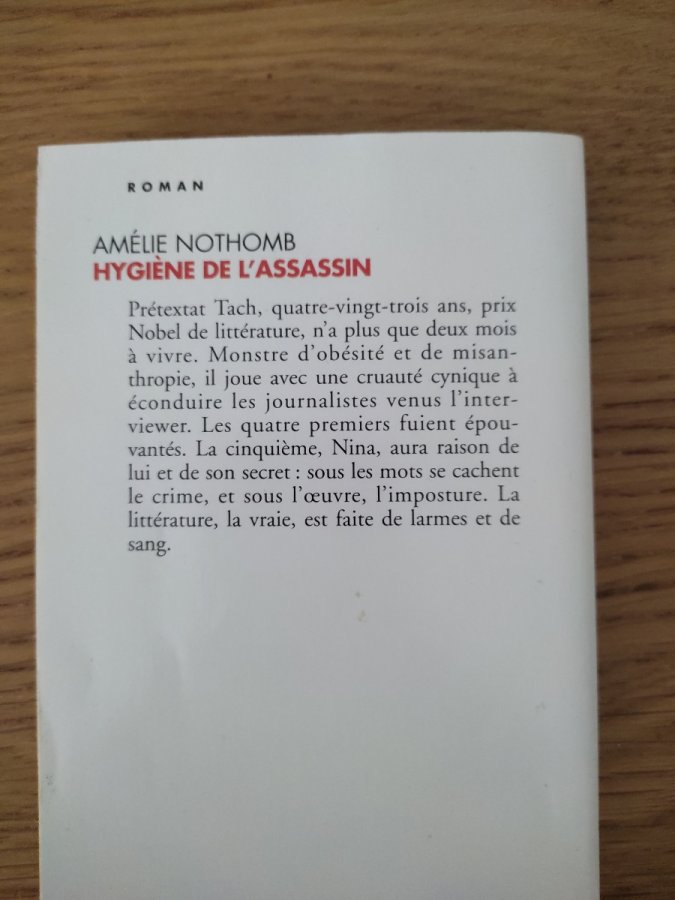 ROMAN
AMÉLIE NOTHOMB
HYGIÈNE DE L'ASSASSIN
Prétextat Tach, quatre-vingt-trois ans, prix
Nobel de littérature, n'a plus que deux mois
à vivre. Monstre d'obésité et de misan-
thropie, il joue avec une cruauté cynique à
éconduire les journalistes venus l'inter-
viewer. Les quatre premiers fuient épou-
vantés. La cinquième, Nina, aura raison de
lui et de son secret : sous les mots se cachent
le crime, et sous l'œuvre, l'imposture. La
littérature, la vraie, est faite de larmes et de
sang.